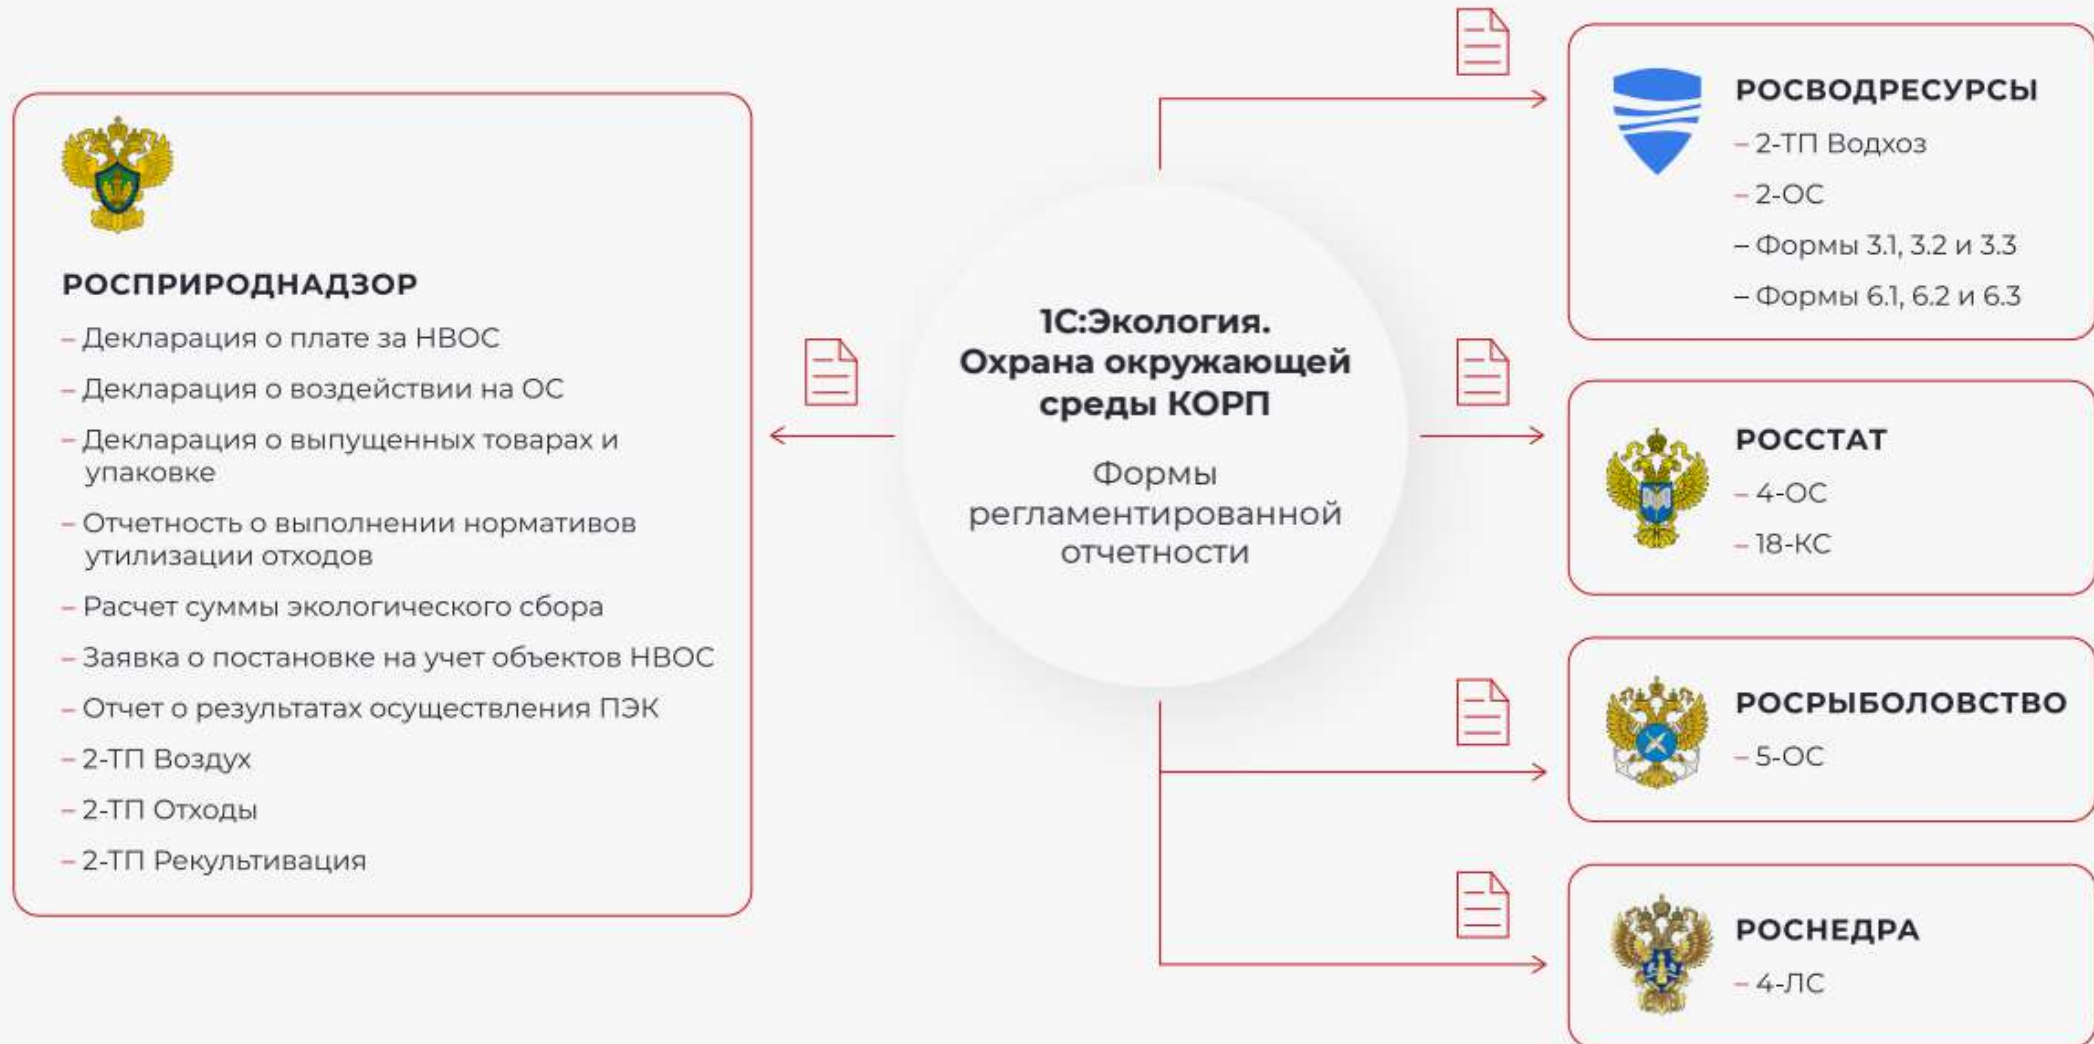 РОСПРИРОДНАДЗОР
– Декларация о плате за НВОС
– Декларация о воздействии на ОС
– Декларация о выпущенных товарах и
упаковке
– Отчетность о выполнении нормативов
утилизации отходов
– Расчет суммы экологического сбора
– Заявка о постановке на учет объектов НВОС
– Отчет о результатах осуществления ПЭК
– 2-ТП Воздух
– 2-ТП Отходы
– 2-ТП Рекультивация
1С:Экология.
Охрана окружающей
среды КОРП
Формы
регламентированной
отчетности
РОСВОДРЕСУРСЫ
– 2-ТП Водхоз
– 2-ОС
– Формы 3.1, 3.2 и 3.3
– Формы 6.1, 6.2 и 6.3
РОССТАТ
– 4-ОС
– 18-КС
РОСРЫБОЛОВСТВО
– 5-ОС
РОСНЕДРА
– 4-ЛС